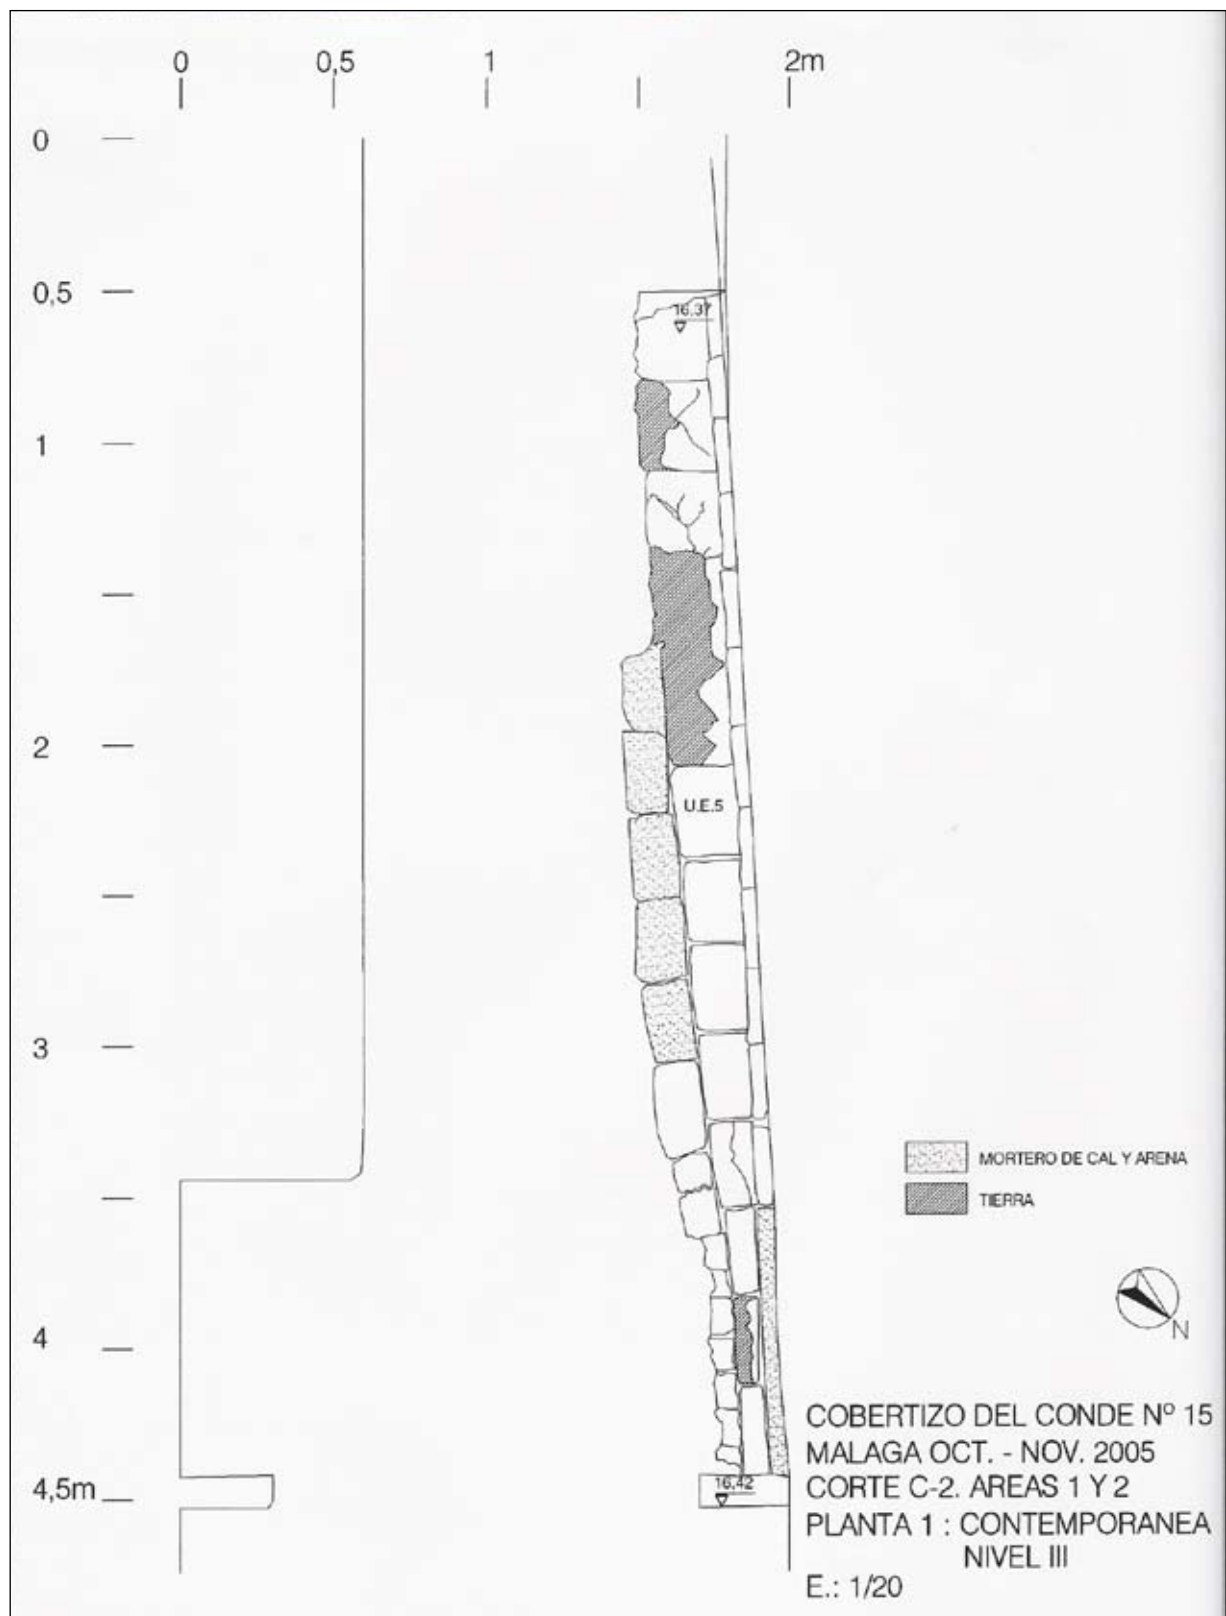 0 0,5 1 2m
0
0,5
16,37
1
2
U.E.5
3
MORTERO DE CAL Y ARENA
TIERRA
N
4
COBERTIZO DEL CONDE Nº 15
MALAGA OCT. - NOV. 2005
16,42
4,5m
CORTE C-2. AREAS 1 Y 2
PLANTA 1 : CONTEMPORANEA
NIVEL III
E.: 1/20